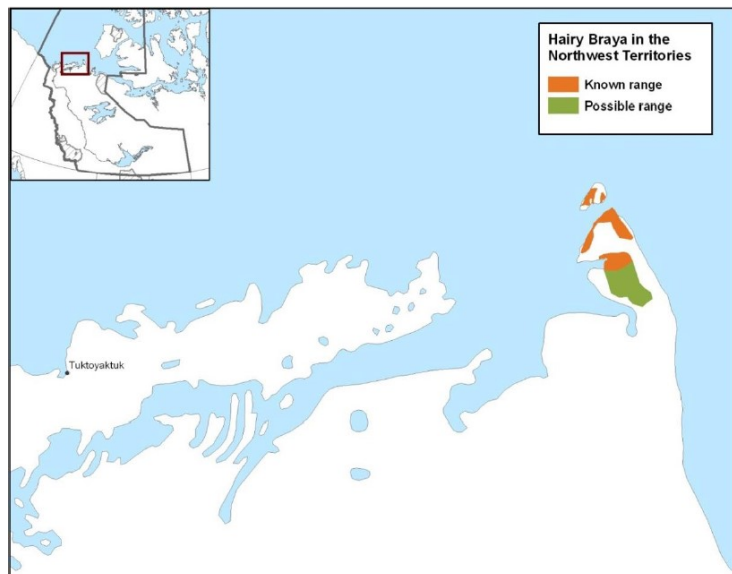 Hairy Braya in the
Northwest Territories
Known range
Possible range
Tuktoyaktuk